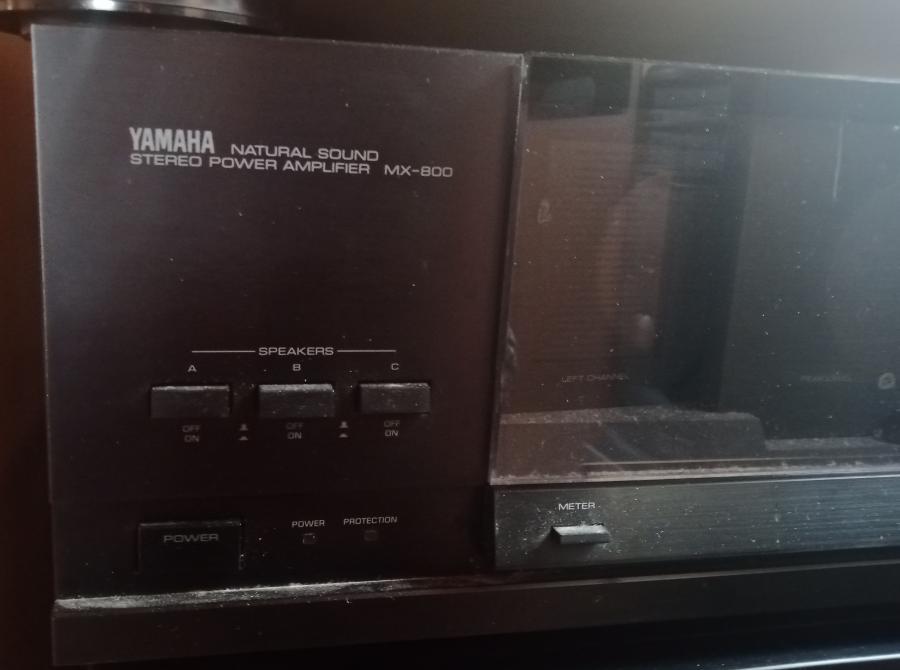 YAMAHA NATURAL SOUND
STEREO POWER AMPLIFIER MX-800
SPEAKERS
A B C
OFF OFF OFF
ON ON ON
LEFT CHANNEL
METER
POWER PROTECTION
POWER